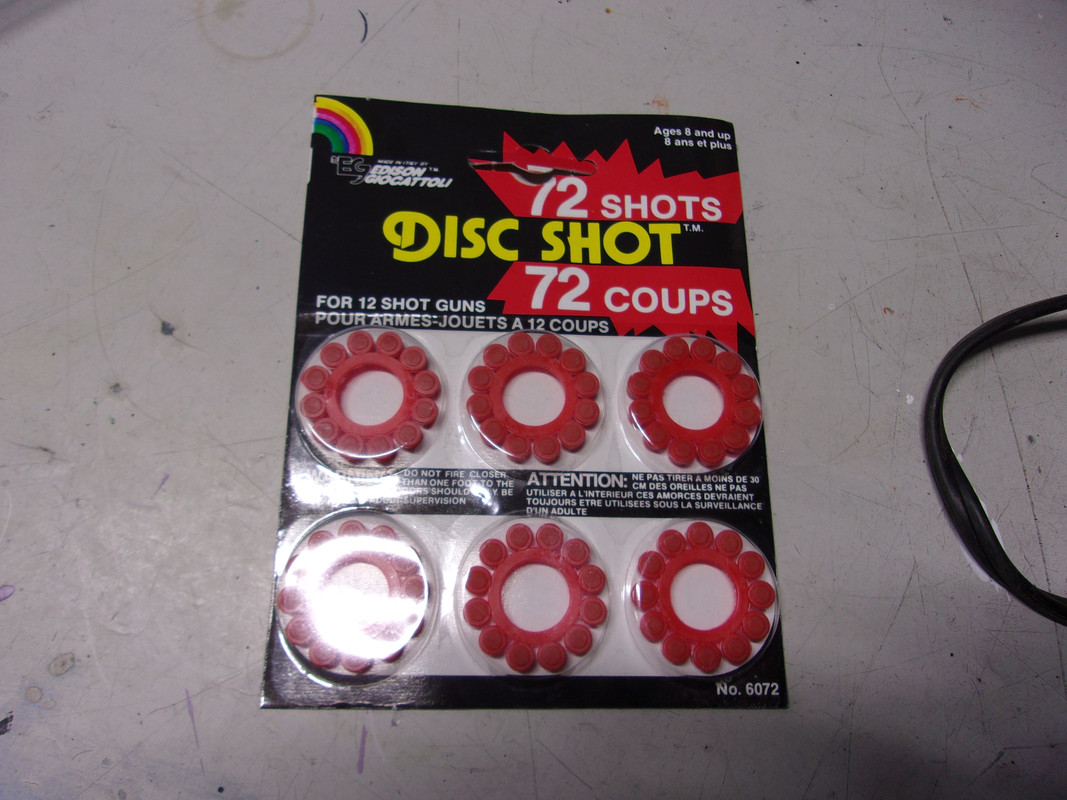 Ages 8 and up
8 ans et plus
EG MADE IN ITALY BY
EDISON T.M.
GIOCATTOLI
72 SHOTS
DISC SHOT T.M.
72 COUPS
FOR 12 SHOT GUNS
POUR ARMES-JOUETS A 12 COUPS
DO NOT FIRE CLOSER
THAN ONE FOOT TO THE
BE
SUPERVISION
ATTENTION: NE PAS TIRER A MOINS DE 30
CM DES OREILLES NE PAS
UTILISER A L'INTERIEUR CES AMORCES DEVRAIENT
TOUJOURS ETRE UTILISEES SOUS LA SURVEILLANCE
D'UN ADULTE
No. 6072